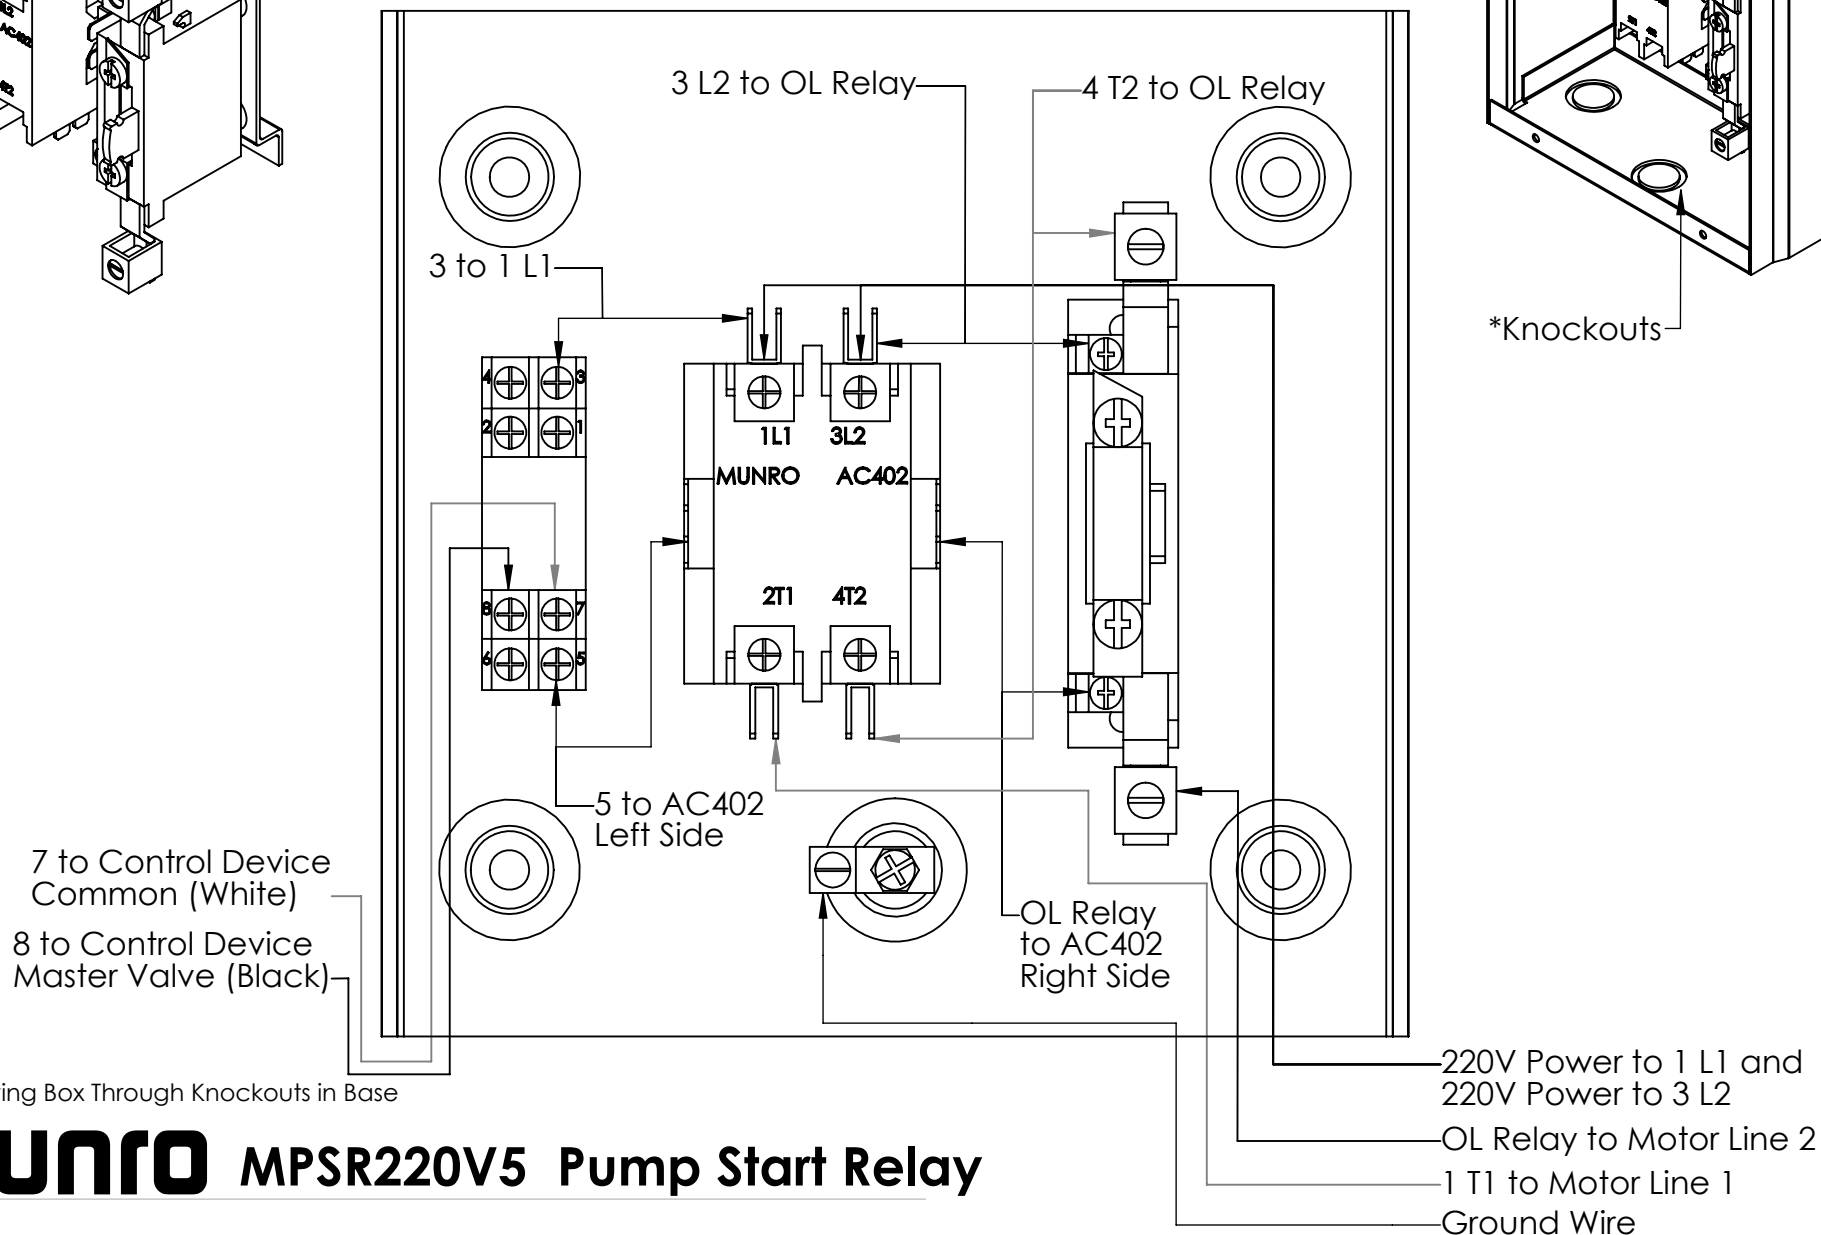 AC402
3 L2 to OL Relay
4 T2 to OL Relay
3 to 1 L1
*Knockouts
4
3
2
1
1L1
3L2
MUNRO
AC402
2T1
4T2
8
7
6
5
5 to AC402
Left Side
7 to Control Device
Common (White)
8 to Control Device
Master Valve (Black)
OL Relay
to AC402
Right Side
220V Power to 1 L1 and
220V Power to 3 L2
OL Relay to Motor Line 2
1 T1 to Motor Line 1
Ground Wire
Box Through Knockouts in Base
MPSR220V5 Pump Start Relay